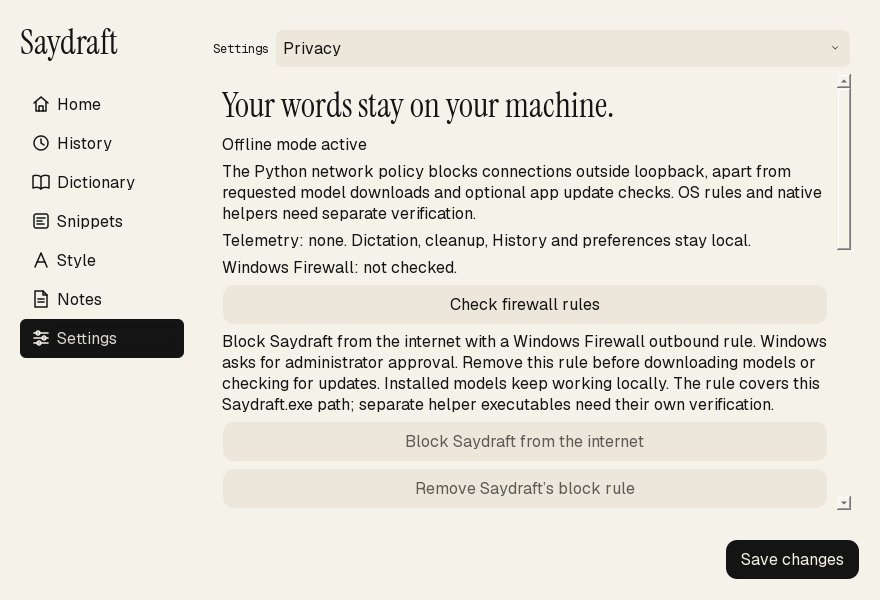 Saydraft
Settings
Privacy
Home
History
Dictionary
Snippets
Style
Notes
Settings
Your words stay on your machine.
Offline mode active
The Python network policy blocks connections outside loopback, apart from
requested model downloads and optional app update checks. OS rules and native
helpers need separate verification.
Telemetry: none. Dictation, cleanup, History and preferences stay local.
Windows Firewall: not checked.
Check firewall rules
Block Saydraft from the internet with a Windows Firewall outbound rule. Windows
asks for administrator approval. Remove this rule before downloading models or
checking for updates. Installed models keep working locally. The rule covers this
Saydraft.exe path; separate helper executables need their own verification.
Block Saydraft from the internet
Remove Saydraft's block rule
Save changes